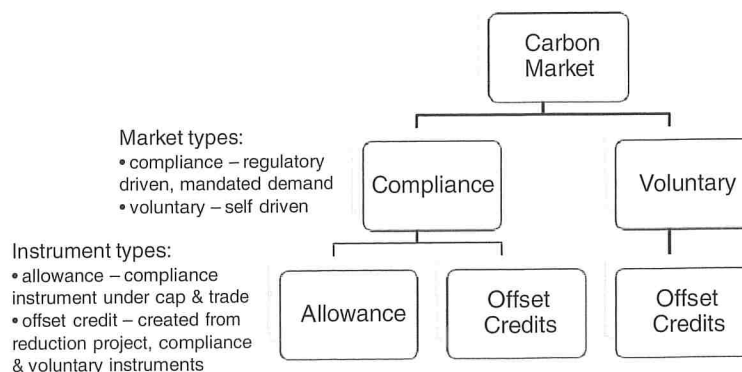 Carbon
Market
Market types:
• compliance – regulatory
driven, mandated demand
• voluntary – self driven
Compliance
Voluntary
Instrument types:
• allowance – compliance
instrument under cap & trade
• offset credit – created from
reduction project, compliance
& voluntary instruments
Allowance
Offset
Credits
Offset
Credits